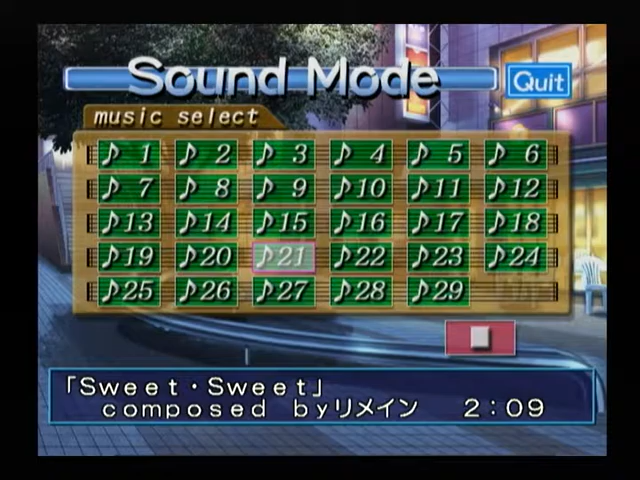 Sound Mode Quit
music select
♪ 1 ♪ 2 ♪ 3 ♪ 4 ♪ 5 ♪ 6
♪ 7 ♪ 8 ♪ 9 ♪10 ♪11 ♪12
♪13 ♪14 ♪15 ♪16 ♪17 ♪18
♪19 ♪20 ♪21 ♪22 ♪23 ♪24
♪25 ♪26 ♪27 ♪28 ♪29
「Sweet・Sweet」
composed byリメイン 2:09